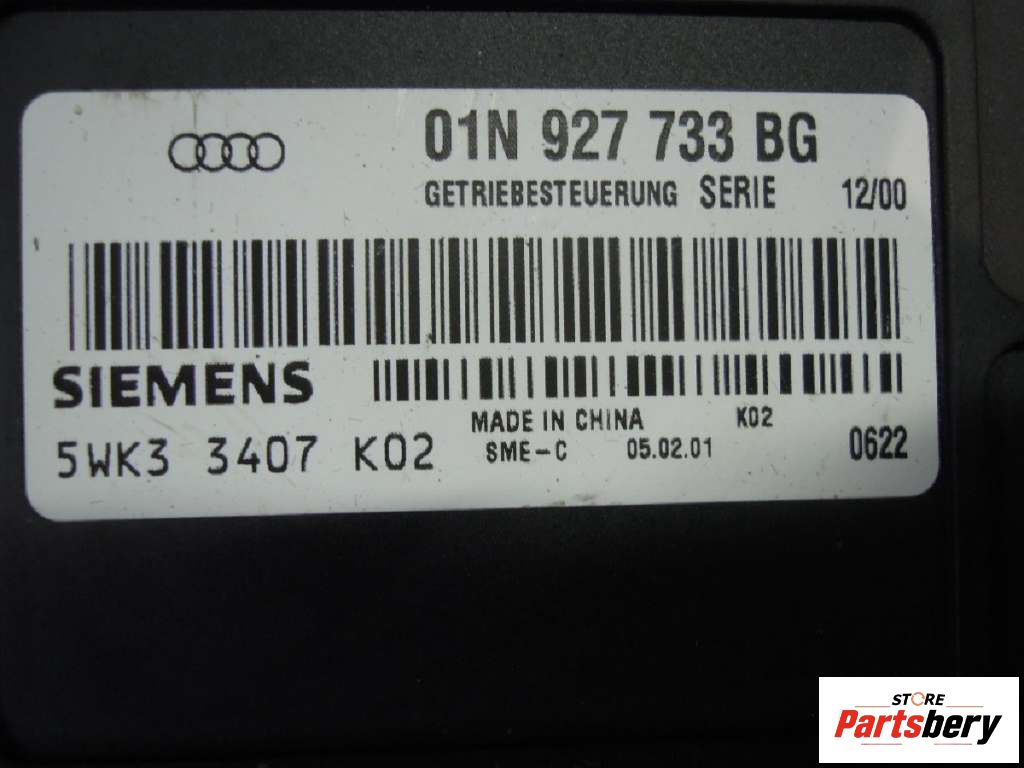 01N 927 733 BG
GETRIEBESTEUERUNG SERIE 12/00
SIEMENS
MADE IN CHINA K02
5WK3 3407 K02 SME-C 05.02.01 0622
STORE
Partsbery